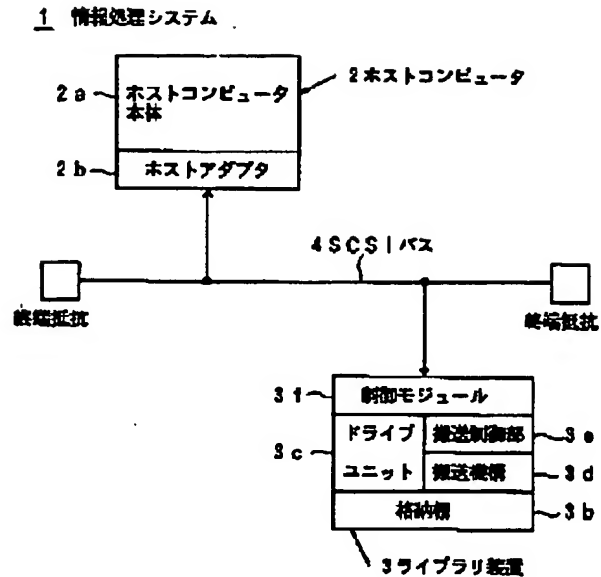 1 情報処理システム
2a
ホストコンピュータ
本体
2ホストコンピュータ
2b
ホストアダプタ
4SCSIバス
終端抵抗
終端抵抗
3f
制御モジュール
3c
ドライブ
ユニット
搬送制御部
3e
搬送機構
3d
格納棚
3b
3ライブラリ装置